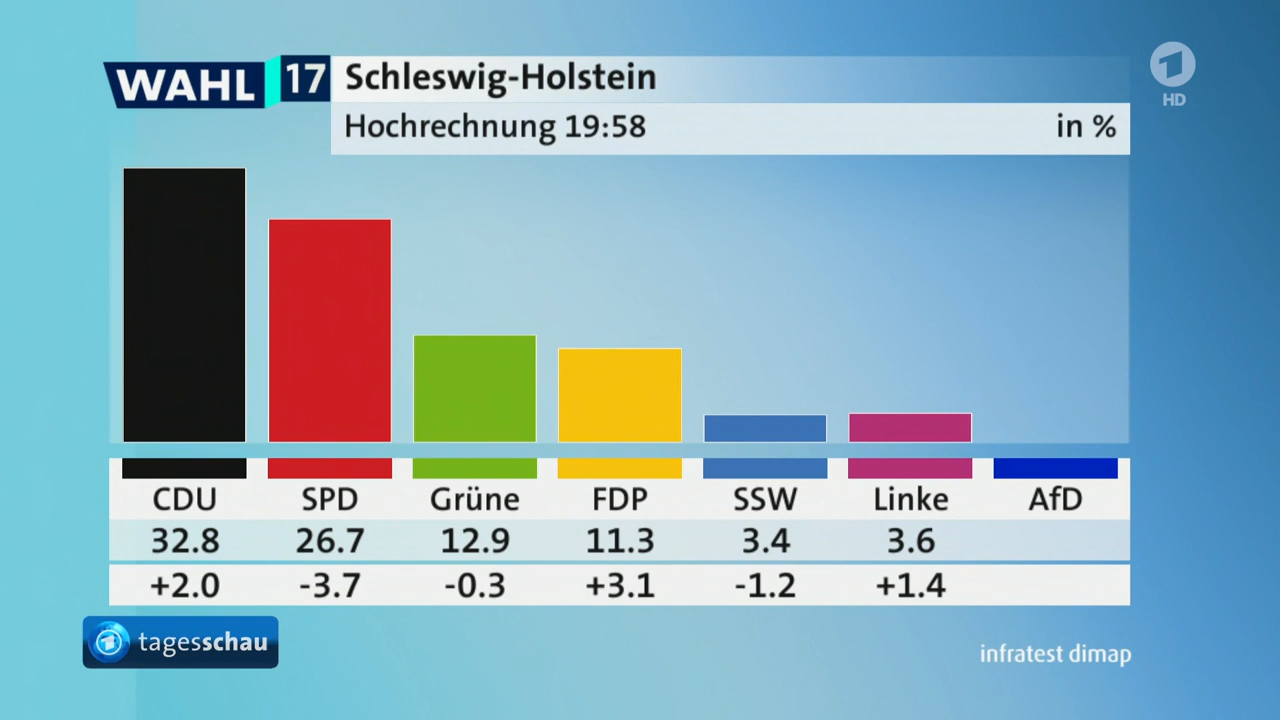 WAHL 17 Schleswig-Holstein
Hochrechnung 19:58 in %
1
HD
CDU SPD Grüne FDP SSW Linke AfD
32.8 26.7 12.9 11.3 3.4 3.6
+2.0 -3.7 -0.3 +3.1 -1.2 +1.4
1 tagesschau
infratest dimap